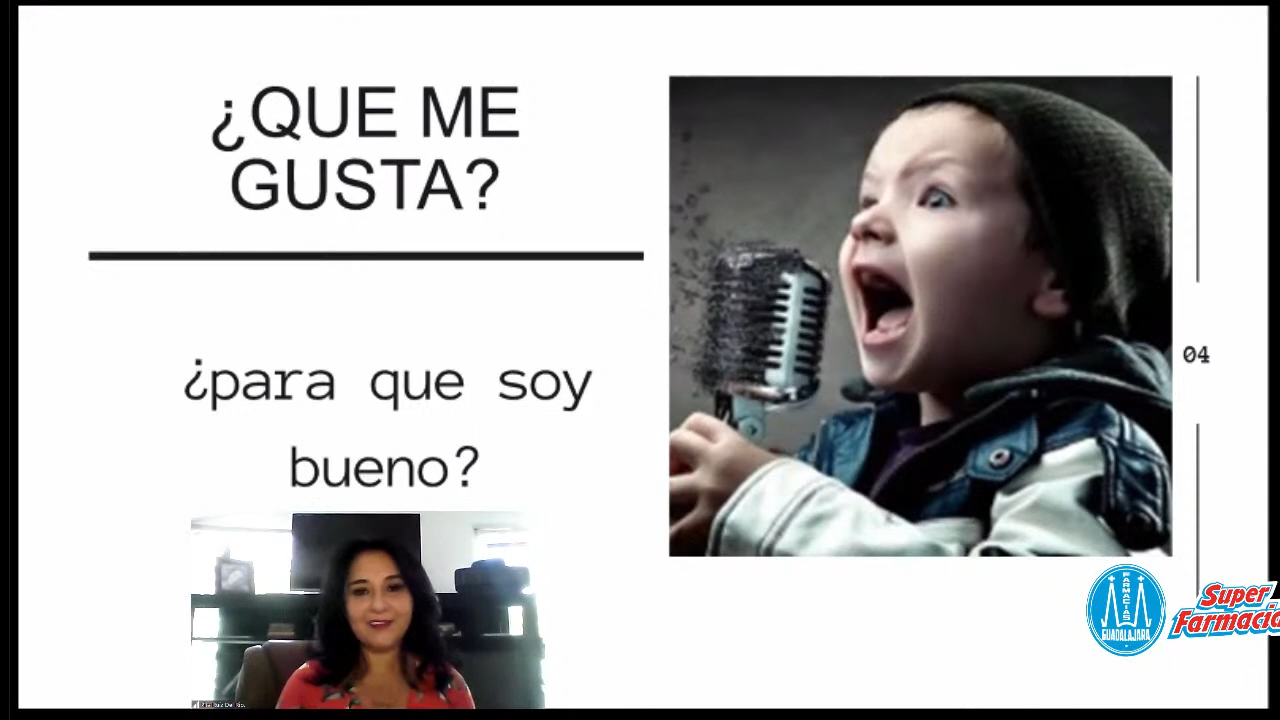 ¿QUE ME
GUSTA?
¿para que soy
bueno?
04
FARMACIAS
GUADALAJARA
Super
Farmacia